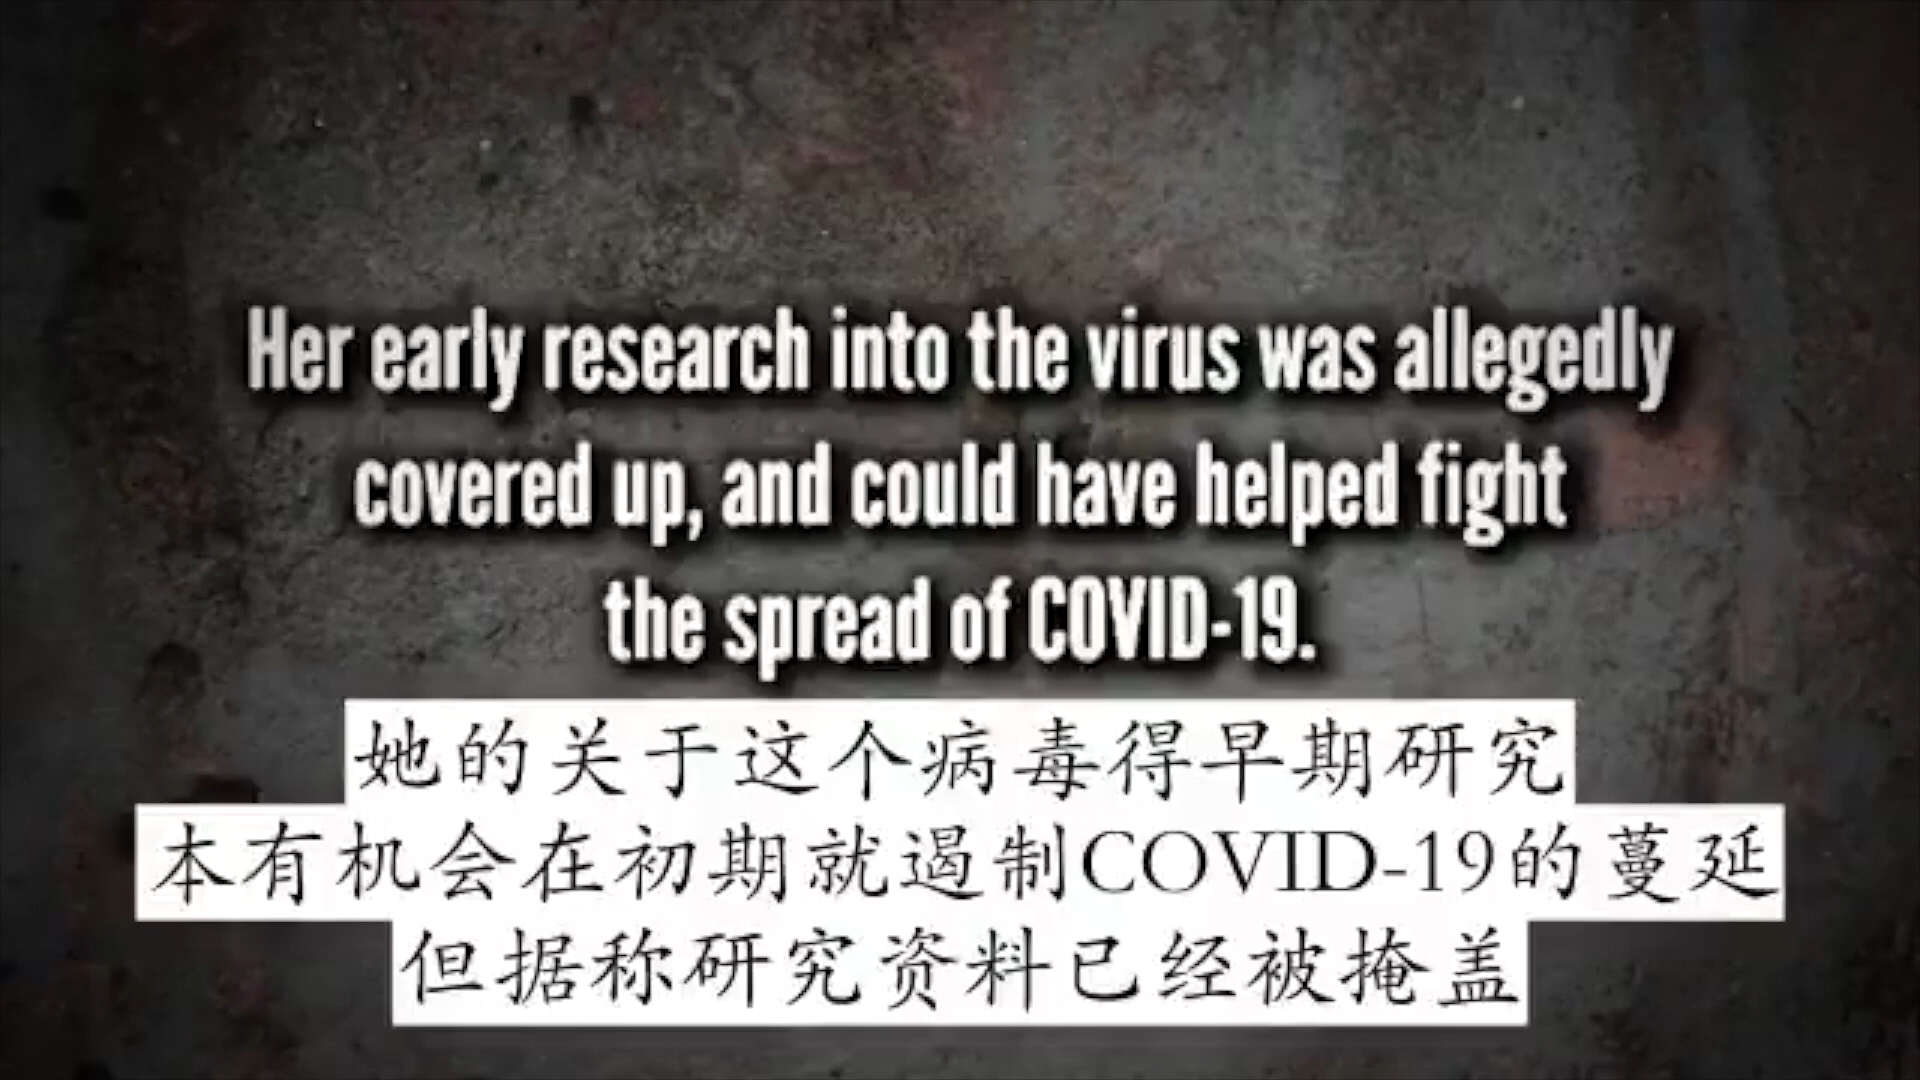 Her early research into the virus was allegedly
covered up, and could have helped fight
the spread of COVID-19.
她的关于这个病毒得早期研究
本有机会在初期就遏制COVID-19的蔓延
但据称研究资料已经被掩盖